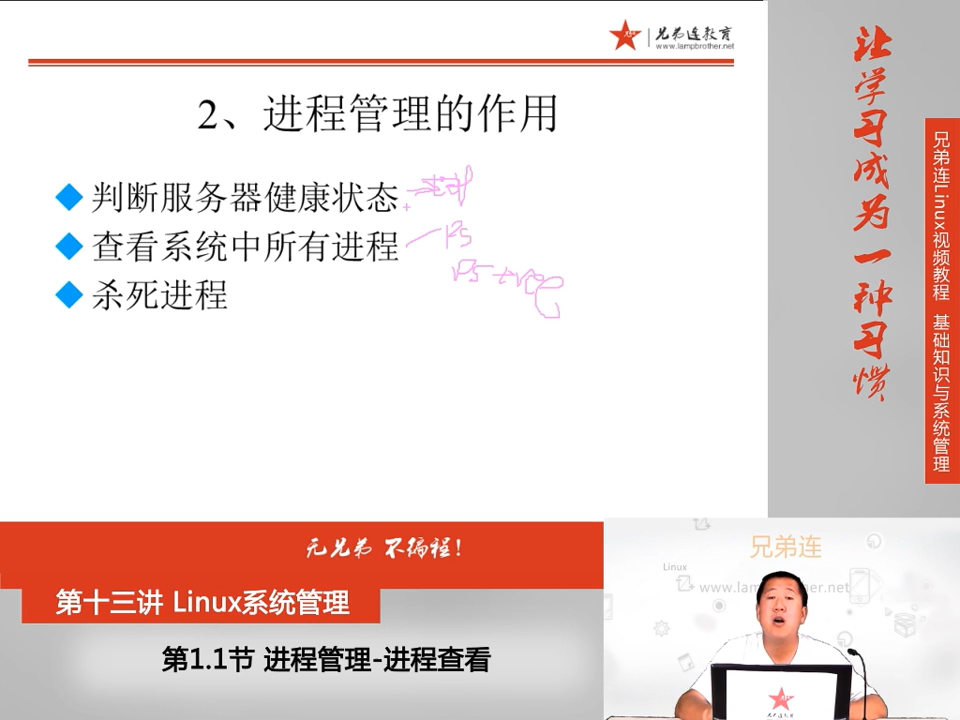 兄弟连教育
www.lampbrother.net
2、进程管理的作用
判断服务器健康状态
查看系统中所有进程
ps
pstree
杀死进程
让学习成为一种习惯
兄弟连Linux视频教程 基础知识与系统管理
无兄弟 不编程!
第十三讲 Linux系统管理
第1.1节 进程管理-进程查看
兄弟连
Linux